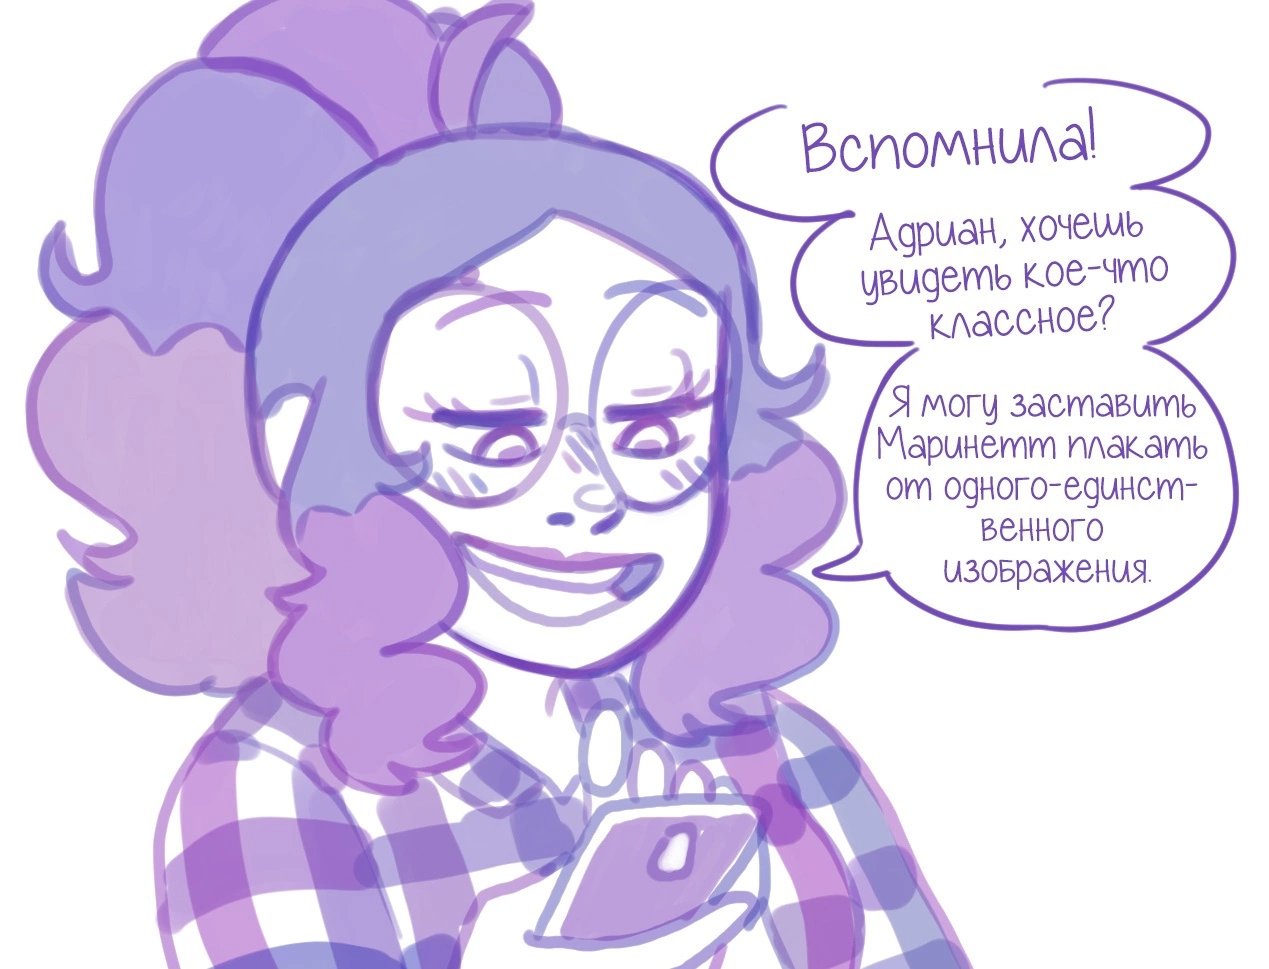 Вспомнила!
Адриан, хочешь
увидеть кое-что
классное?
Я могу заставить
Маринетт плакать
от одного-единст-
венного
изображения.